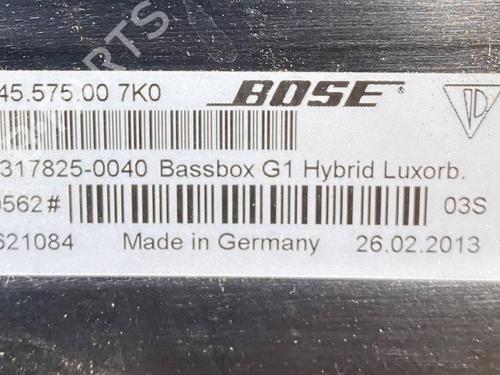 45.575.00 7K0 BOSE
317825-0040 Bassbox G1 Hybrid Luxorb.
0562# 03S
621084 Made in Germany 26.02.2013